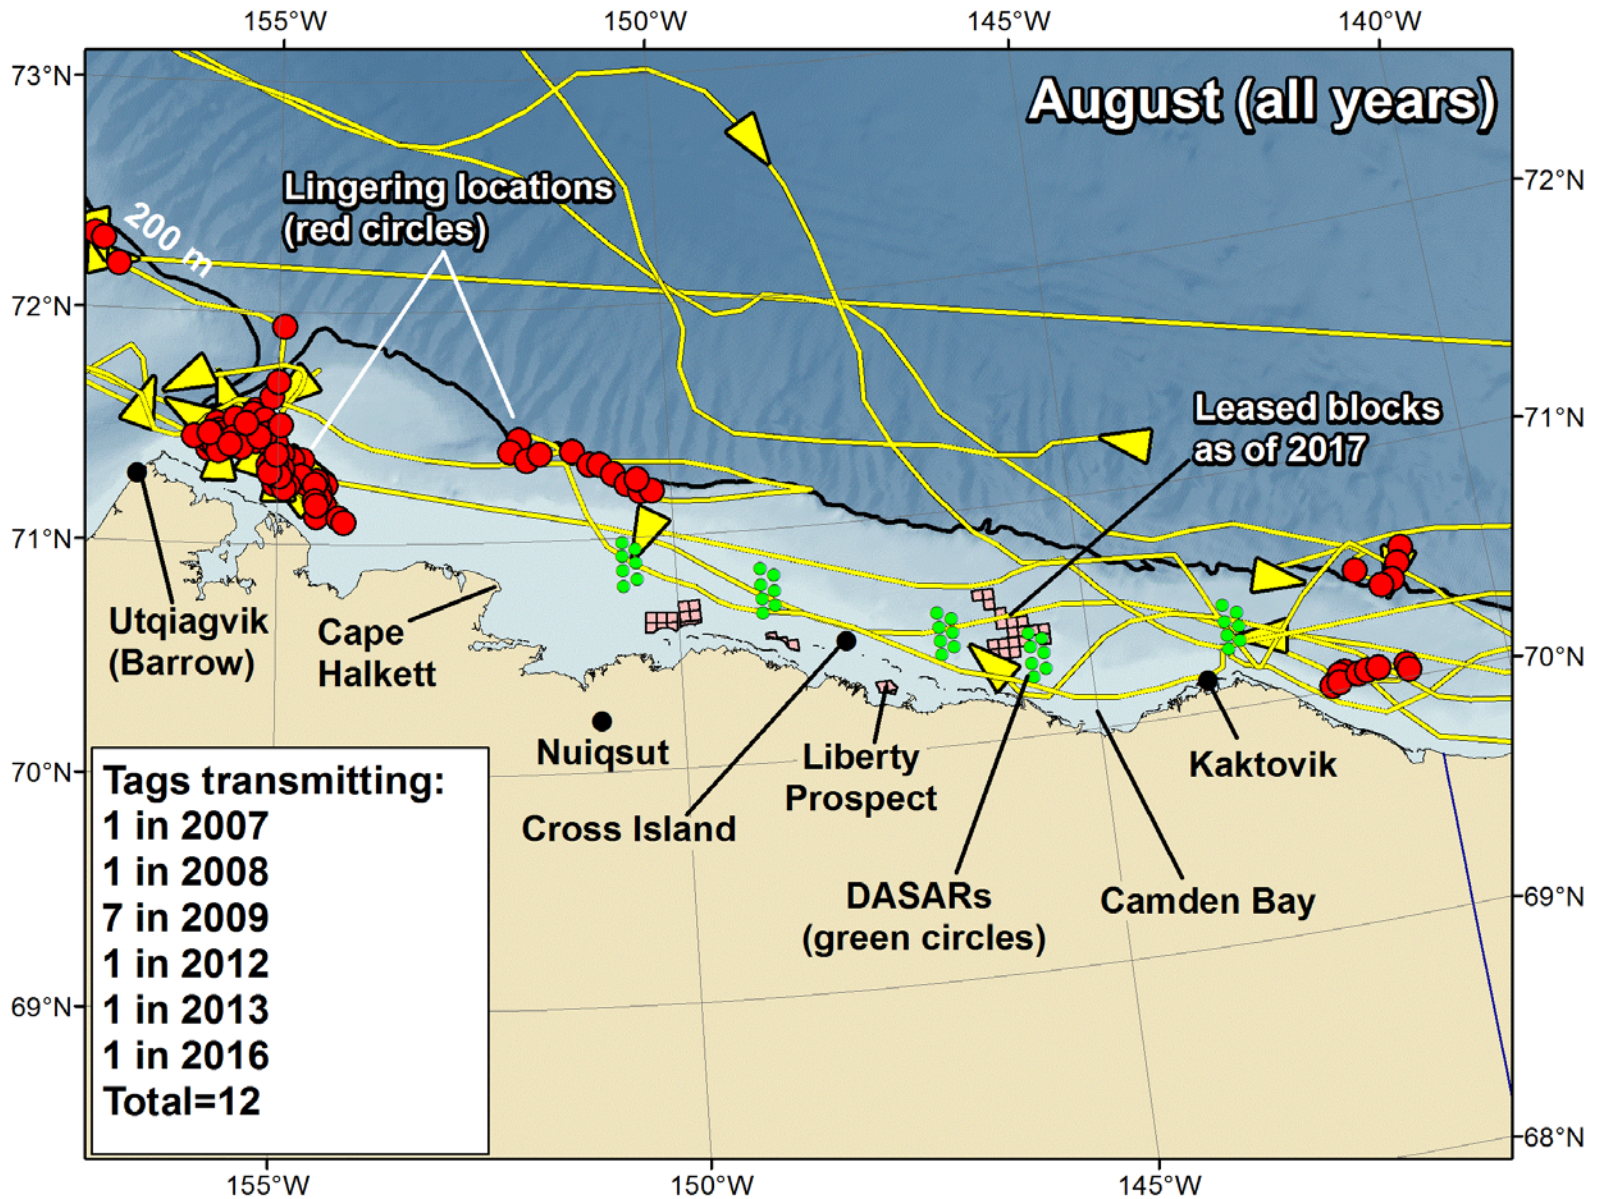 155°W 150°W 145°W 140°W
73°N
August (all years)
72°N
Lingering locations
(red circles)
200 m
72°N
Leased blocks
as of 2017
71°N
71°N
Utqiagvik
(Barrow)
Cape
Halkett
70°N
Nuiqsut
Liberty
Prospect
Kaktovik
70°N
Cross Island
DASARs
(green circles)
Camden Bay
69°N
Tags transmitting:
1 in 2007
1 in 2008
7 in 2009
1 in 2012
1 in 2013
1 in 2016
Total=12
69°N
68°N
155°W 150°W 145°W